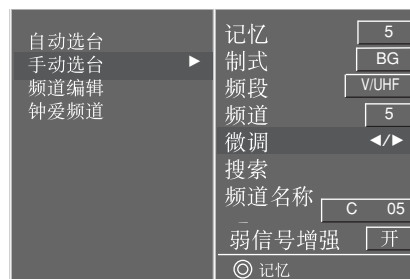 自动选台
手动选台 ▶
频道编辑
钟爱频道
记忆 5
制式 BG
频段 V/UHF
频道 5
微调 ◀/▶
搜索
频道名称
C 05
弱信号增强 开
◎ 记忆